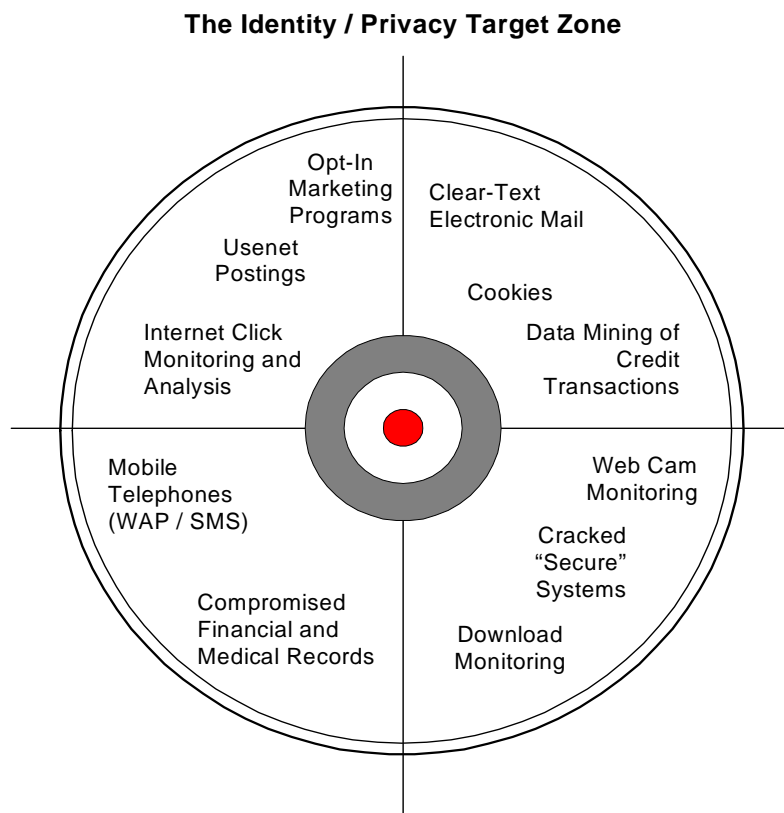 The Identity / Privacy Target Zone
Opt-In
Marketing
Programs
Usenet
Postings
Internet Click
Monitoring and
Analysis
Clear-Text
Electronic Mail
Cookies
Data Mining of
Credit
Transactions
Mobile
Telephones
(WAP / SMS)
Compromised
Financial and
Medical Records
Web Cam
Monitoring
Cracked
“Secure”
Systems
Download
Monitoring